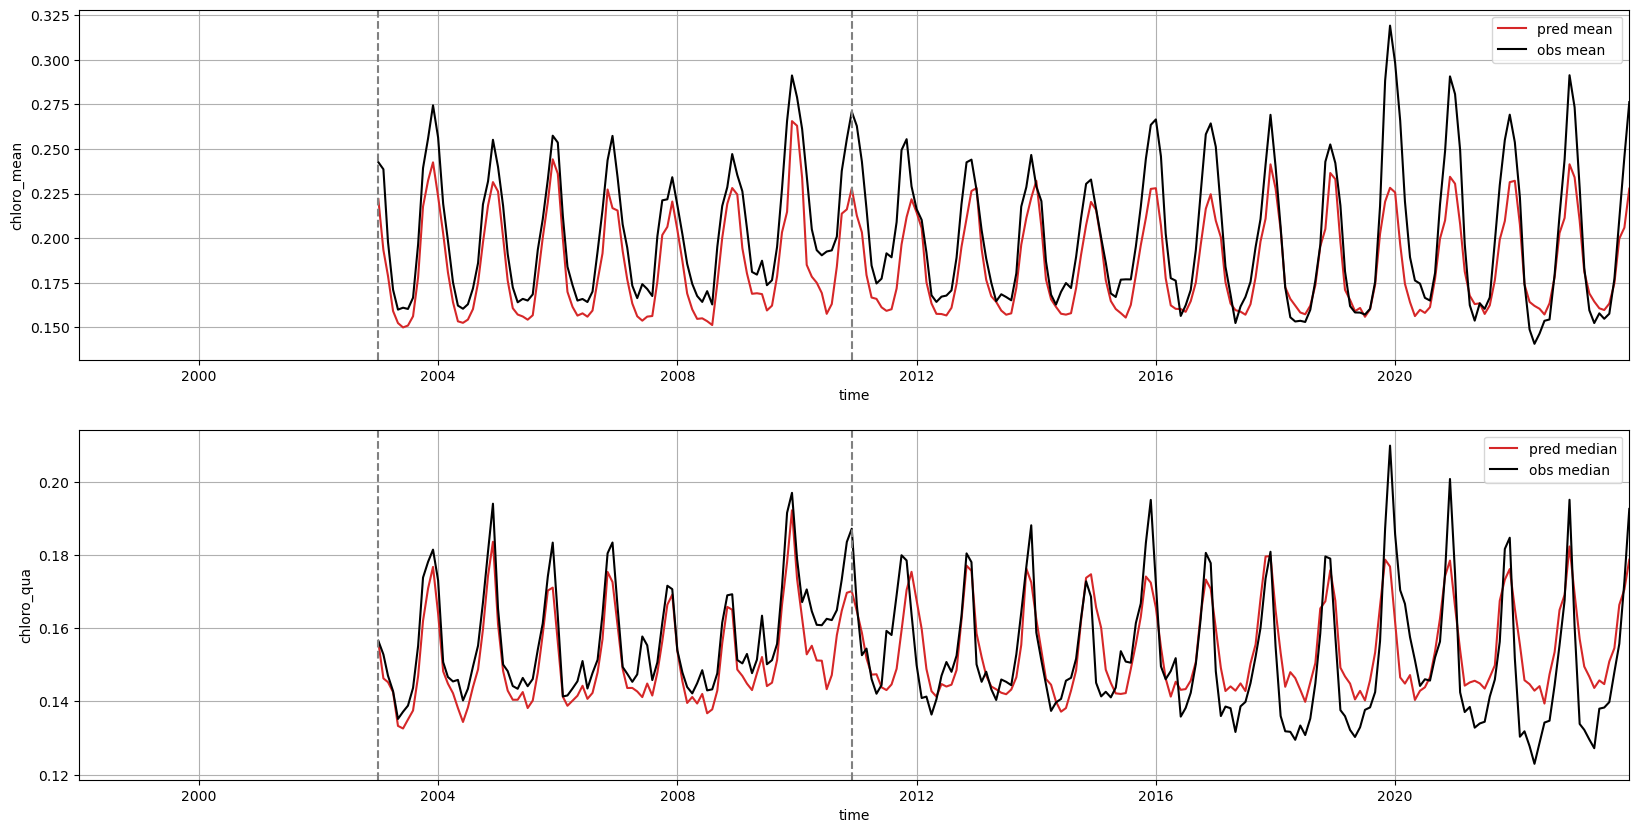 0.325
0.300
0.275
0.250
0.225
0.200
0.175
0.150
chloro_mean
pred mean
obs mean
2000 2004 2008 2012 2016 2020
time
0.20
0.18
0.16
0.14
0.12
chloro_qua
pred median
obs median
2000 2004 2008 2012 2016 2020
time